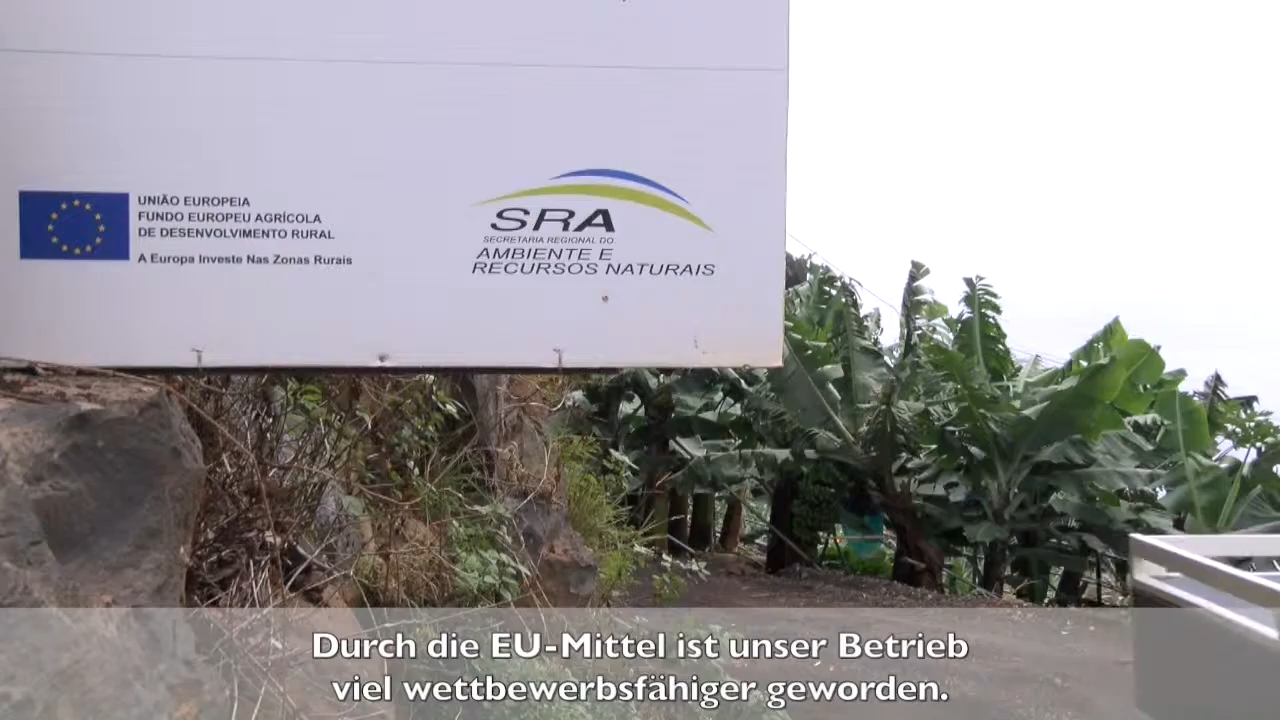 UNIÃO EUROPEIA
FUNDO EUROPEU AGRÍCOLA
DE DESENVOLVIMENTO RURAL
A Europa Investe Nas Zonas Rurais
SRA
SECRETARIA REGIONAL DO
AMBIENTE E
RECURSOS NATURAIS
Durch die EU-Mittel ist unser Betrieb
viel wettbewerbsfähiger geworden.